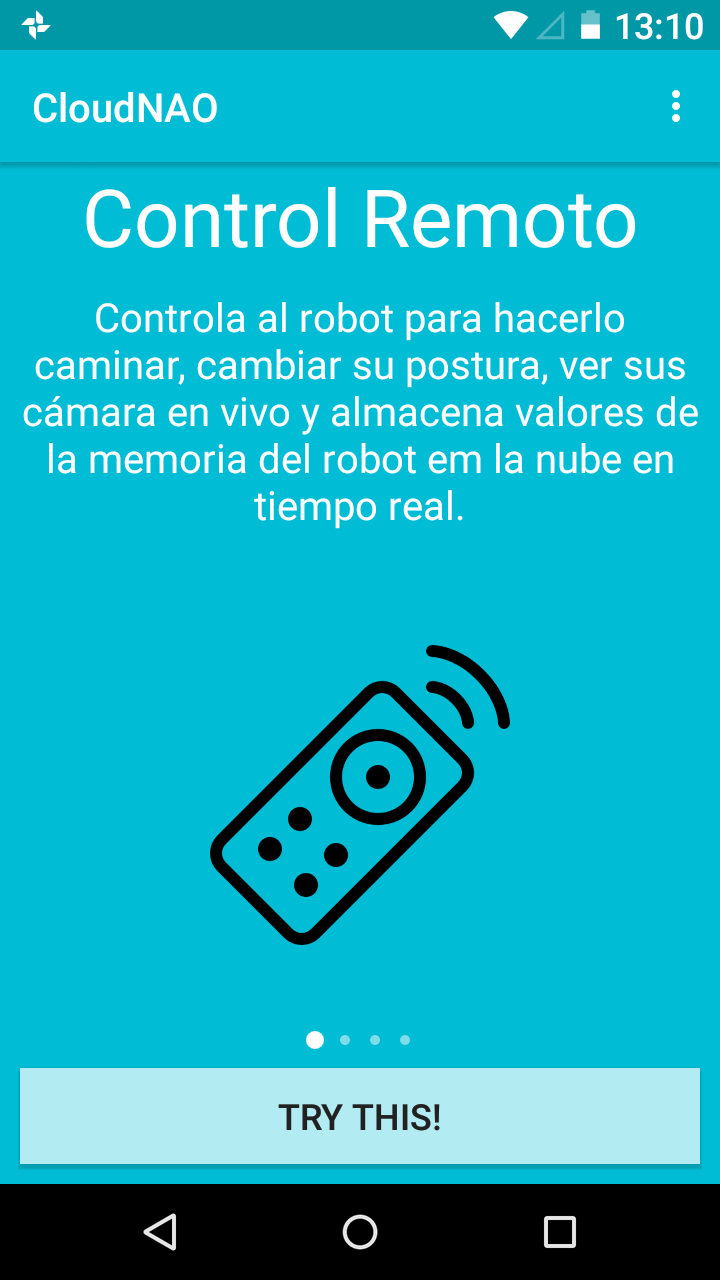 13:10
CloudNAO
Control Remoto
Controla al robot para hacerlo
caminar, cambiar su postura, ver sus
cámara en vivo y almacena valores de
la memoria del robot em la nube en
tiempo real.
TRY THIS!